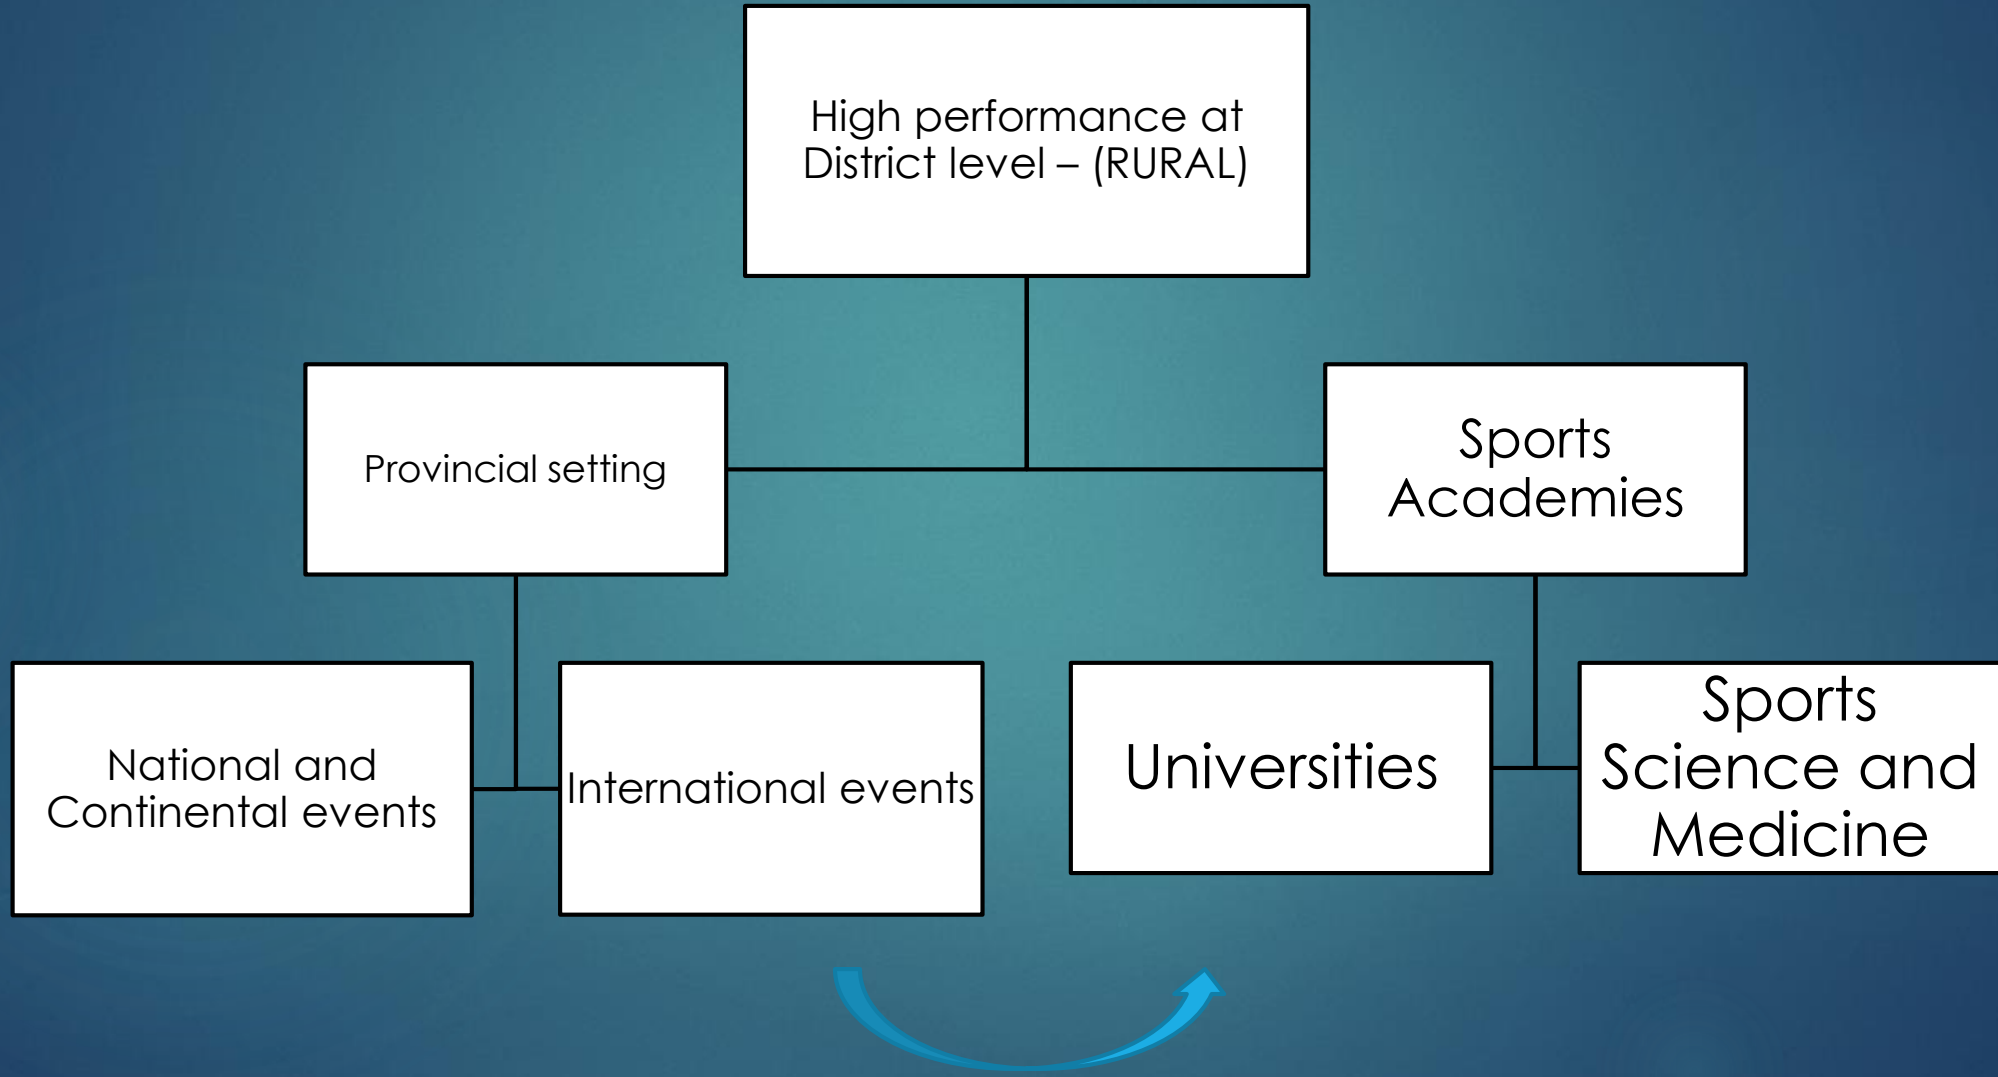 High performance at
District level – (RURAL)
Provincial setting
Sports
Academies
National and
Continental events
International events
Universities
Sports
Science and
Medicine